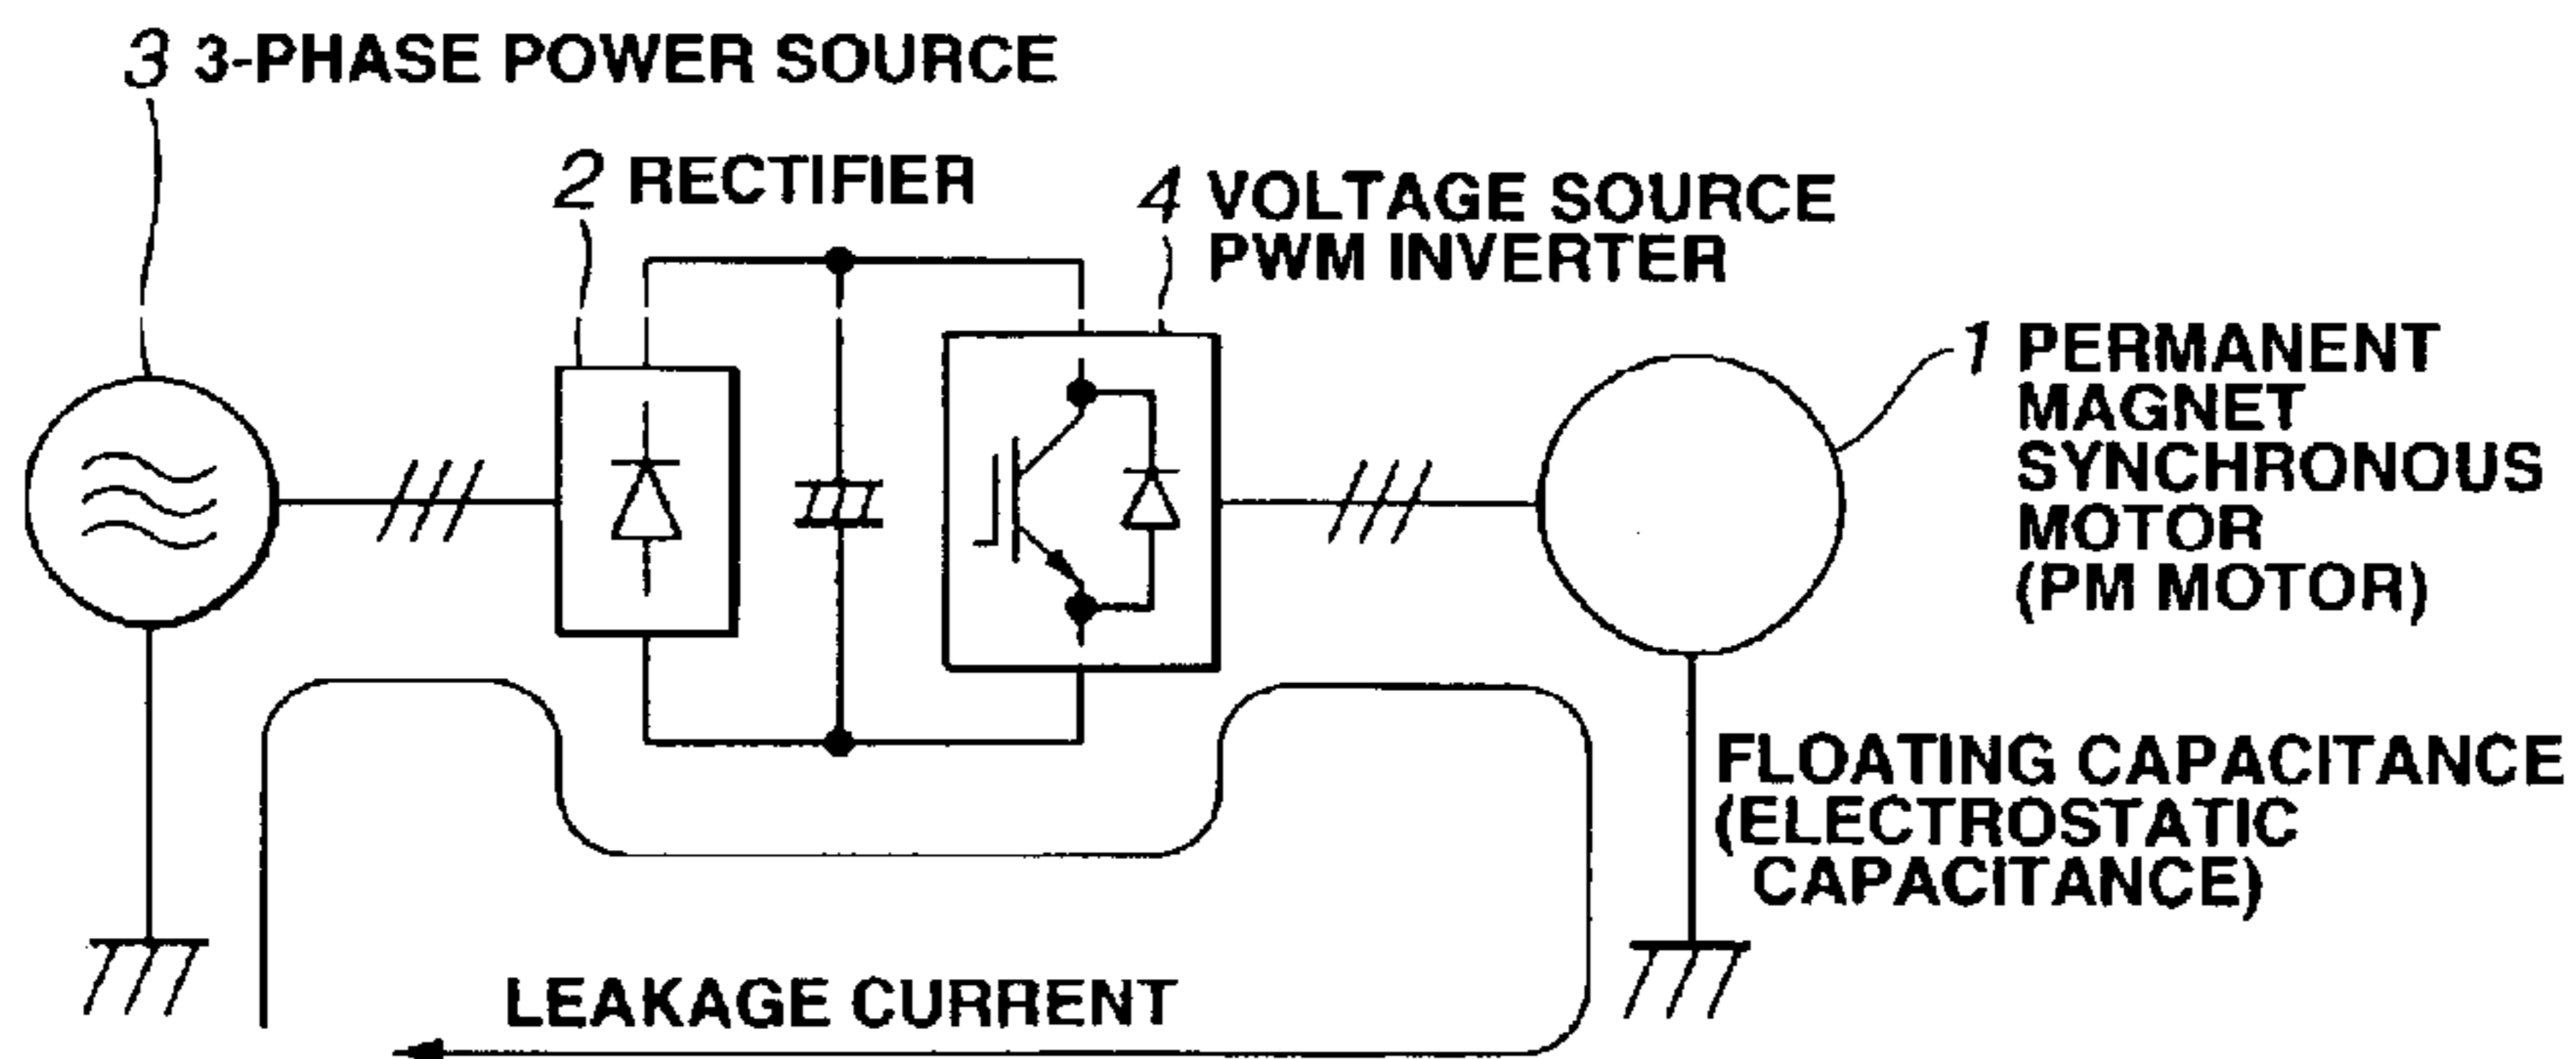 3 3-PHASE POWER SOURCE
2 RECTIFIER
4 VOLTAGE SOURCE
PWM INVERTER
1 PERMANENT
MAGNET
SYNCHRONOUS
MOTOR
(PM MOTOR)
FLOATING CAPACITANCE
(ELECTROSTATIC
CAPACITANCE)
LEAKAGE CURRENT